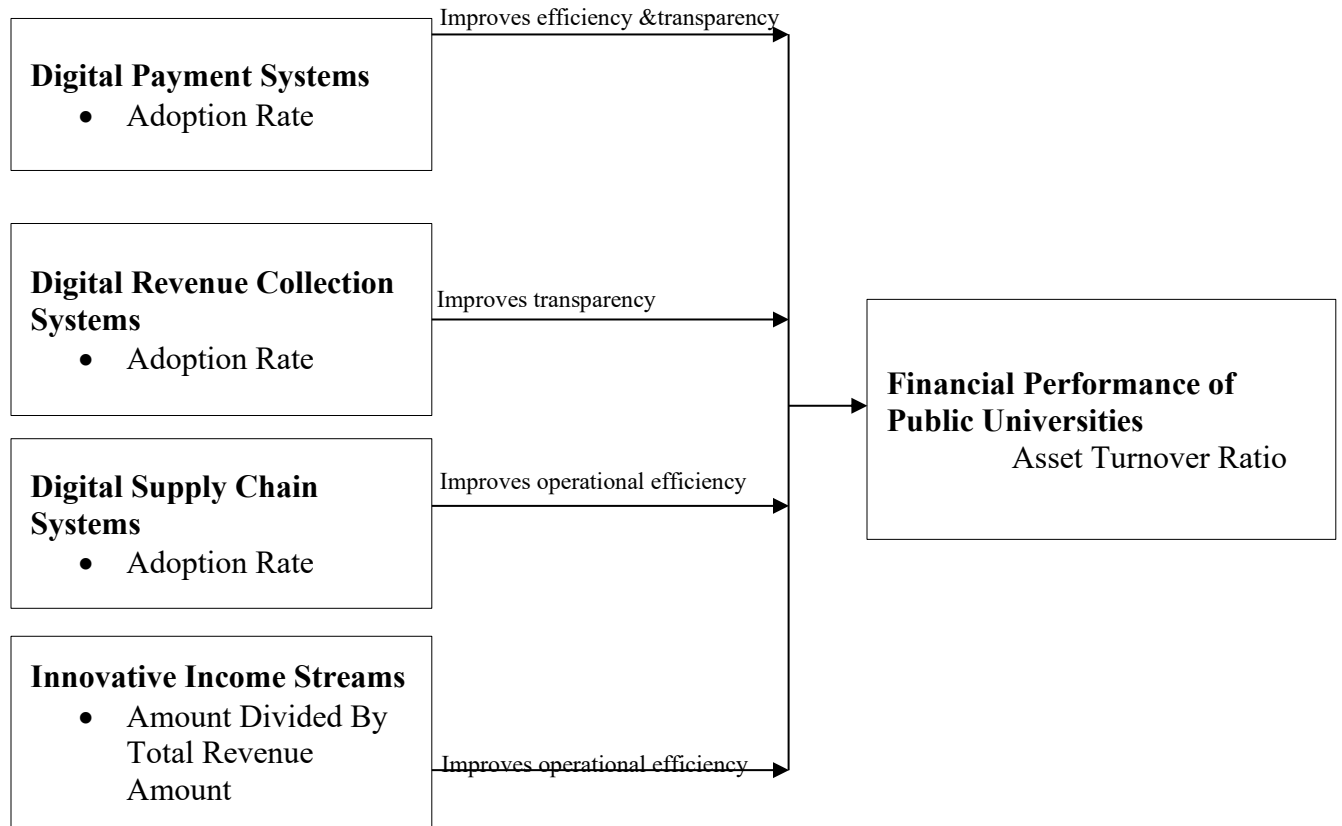 Improves efficiency &transparency
Digital Payment Systems
• Adoption Rate
Digital Revenue Collection
Systems
• Adoption Rate
Improves transparency
Financial Performance of
Public Universities
Asset Turnover Ratio
Digital Supply Chain
Systems
• Adoption Rate
Improves operational efficiency
Innovative Income Streams
• Amount Divided By
Total Revenue
Amount
Improves operational efficiency